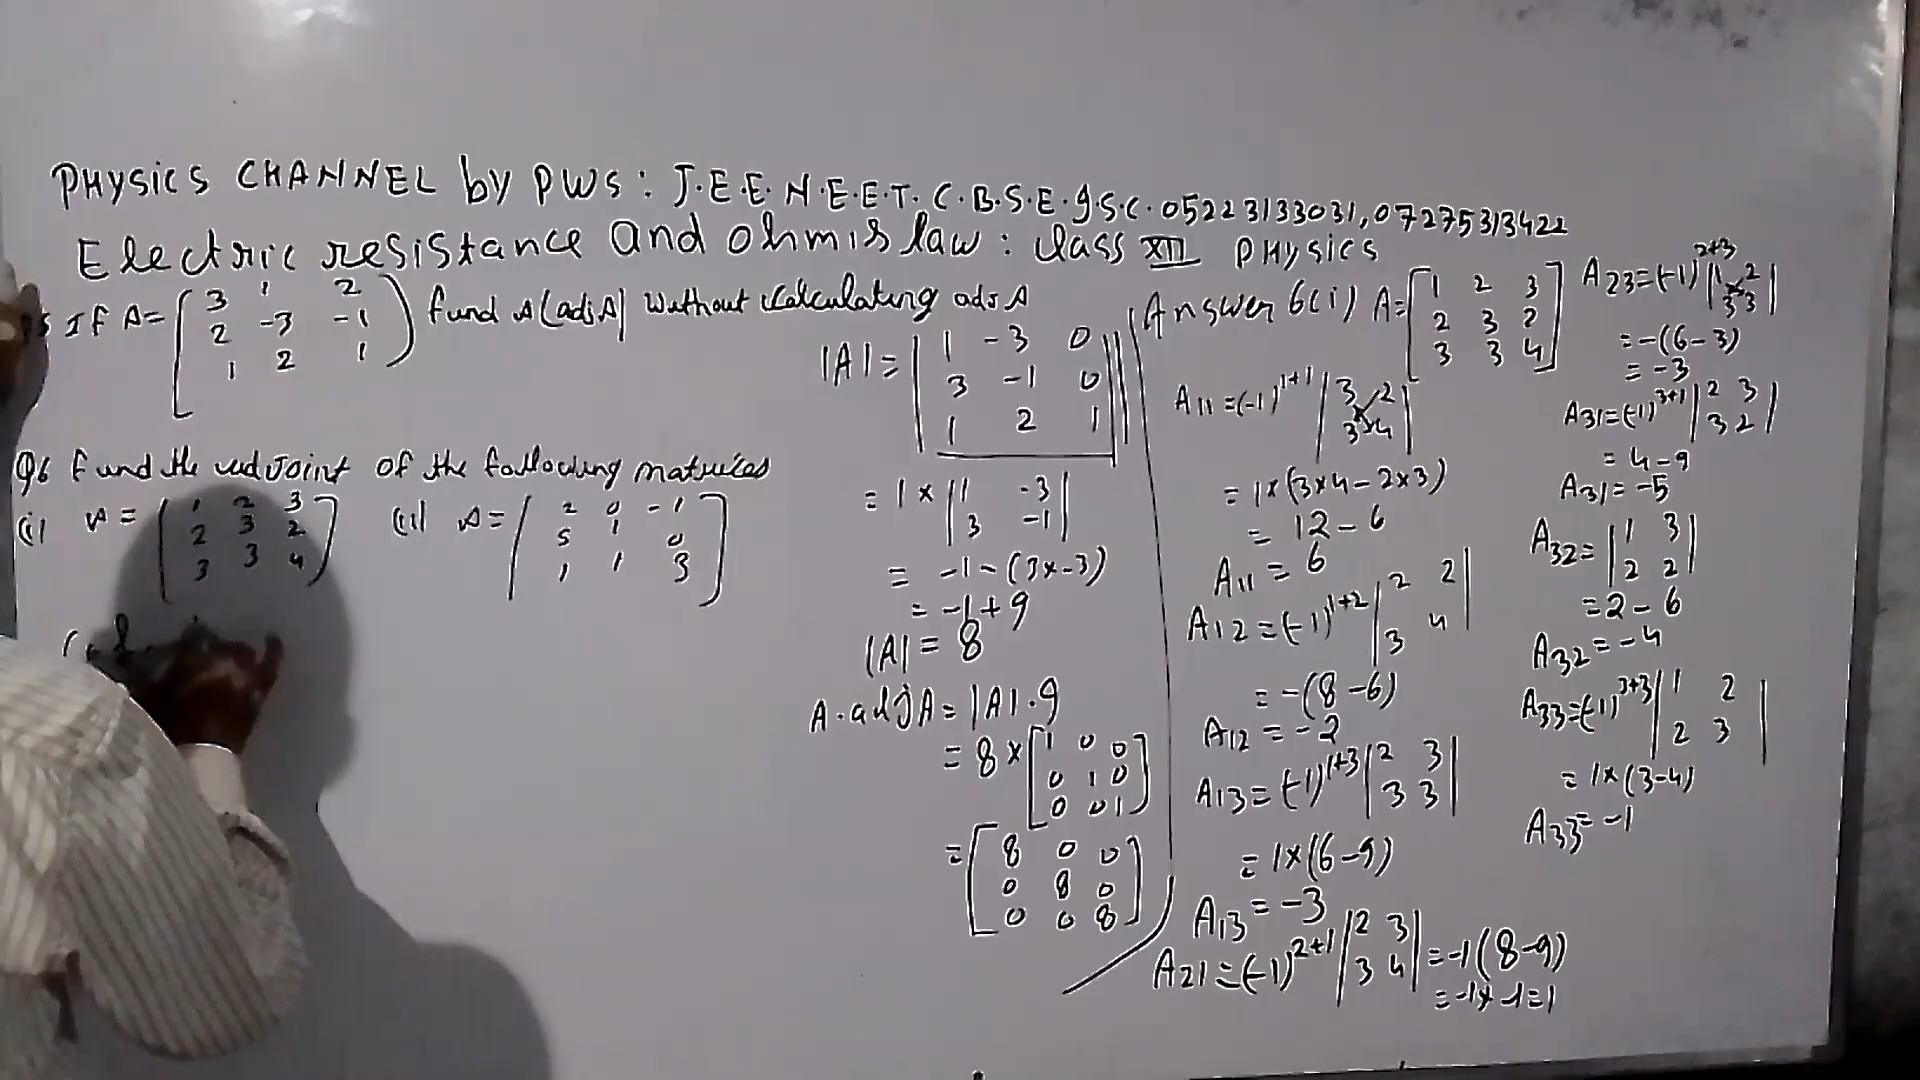 PHYSICS CHANNEL by PWS: J.E.E. N.E.E.T. C.B.S.E. I.S.C. 05223133031, 07275313422
Electric resistance and ohm's law: Class XII PHYSICS
If A= [ 3 1 2
2 -3 -1
1 2 1 ] find A(adjA) without calculating adj A
Q6 Find the adjoint of the following matrices
(i) A = [ 1 2 3
2 3 2
3 3 4 ]
(ii) A= [ 2 0 -1
5 1 0
1 1 3 ]
|A| = | 1 -3 0
3 -1 0
1 2 1 |
= 1 × | 1 -3
3 -1 |
= -1-(3×-3)
= -1+9
|A| = 8
A.adjA = |A|.I
= 8 × [ 1 0 0
0 1 0
0 0 1 ]
= [ 8 0 0
0 8 0
0 0 8 ]
Answer 6(i) A= [ 1 2 3
2 3 2
3 3 4 ]
A11 = (-1)^1+1 | 3 2
3 4 |
= 1×(3×4-2×3)
= 12-6
A11 = 6
A12 = (-1)^1+2 | 2 2
3 4 |
= -(8-6)
A12 = -2
A13 = (-1)^1+3 | 2 3
3 3 |
= 1×(6-9)
A13 = -3
A21 = (-1)^2+1 | 2 3
3 4 | = -1(8-9)
= -1×-1=1
A23 = (-1)^2+3 | 1 2
3 3 |
= -(6-3)
= -3
A31 = (-1)^3+1 | 2 3
3 2 |
= 4-9
A31 = -5
A32 = | 1 3
2 2 |
= 2-6
A32 = -4
A33 = (-1)^3+3 | 1 2
2 3 |
= 1×(3-4)
A33 = -1